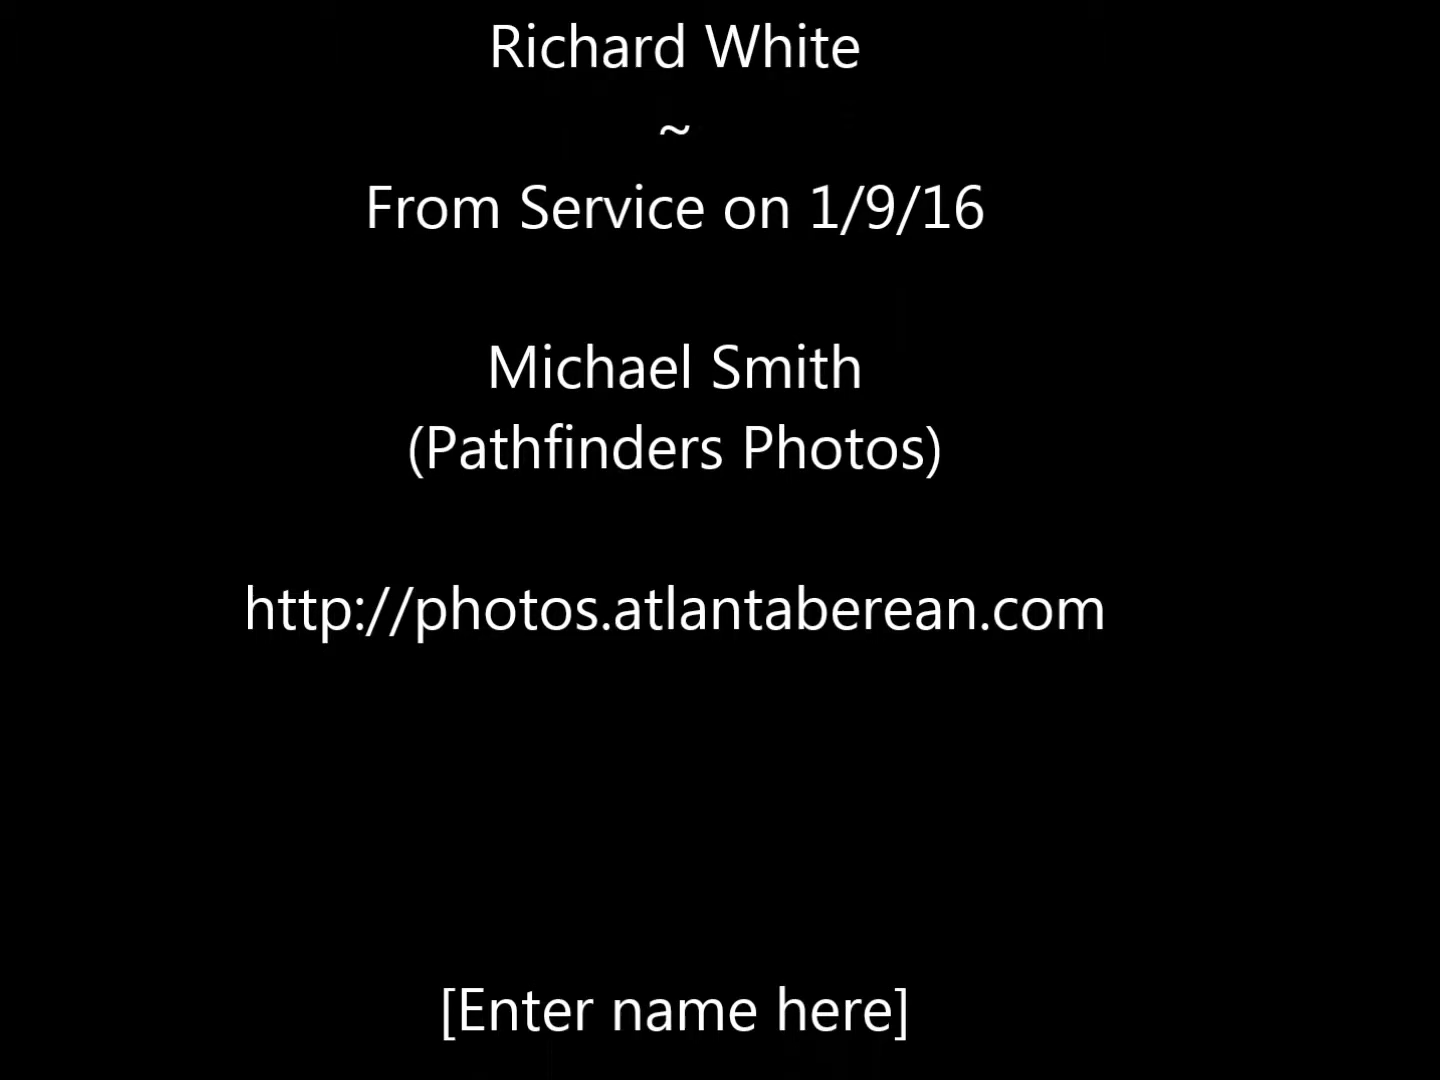 Richard White
~
From Service on 1/9/16
Michael Smith
(Pathfinders Photos)
http://photos.atlantaberean.com
[Enter name here]